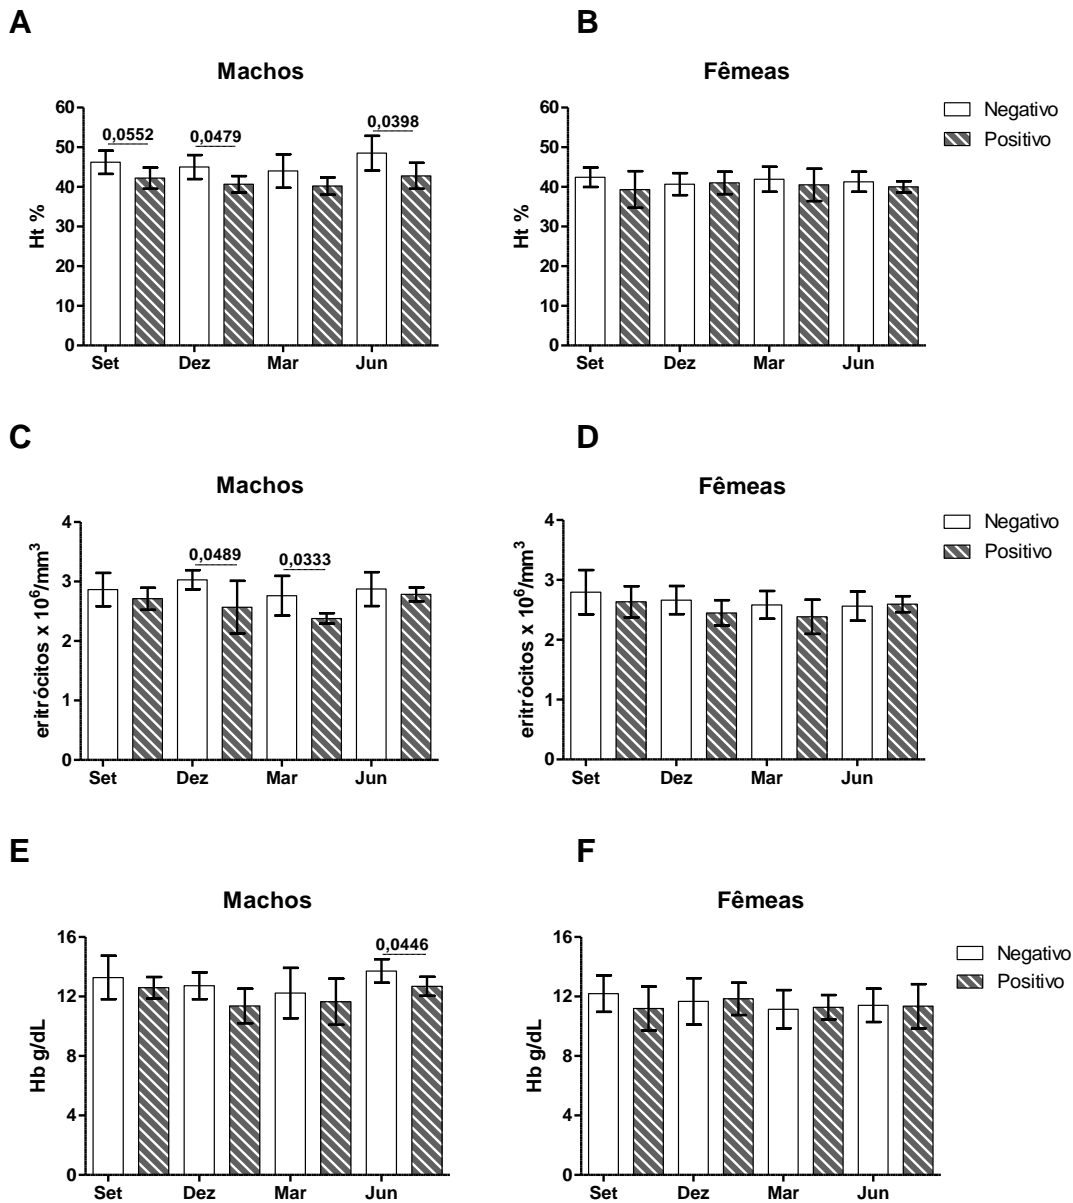 A
Machos
Ht %
60
50
40
30
20
10
0
0,0552
0,0479
0,0398
Set
Dez
Mar
Jun
B
Fêmeas
Ht %
60
50
40
30
20
10
0
Set
Dez
Mar
Jun
Negativo
Positivo
C
Machos
eritrócitos x 10⁶/mm³
4
3
2
1
0
0,0489
0,0333
Set
Dez
Mar
Jun
D
Fêmeas
eritrócitos x 10⁶/mm³
4
3
2
1
0
Set
Dez
Mar
Jun
Negativo
Positivo
E
Machos
Hb g/dL
16
12
8
4
0
0,0446
Set
Dez
Mar
Jun
F
Fêmeas
Hb g/dL
16
12
8
4
0
Set
Dez
Mar
Jun
Negativo
Positivo